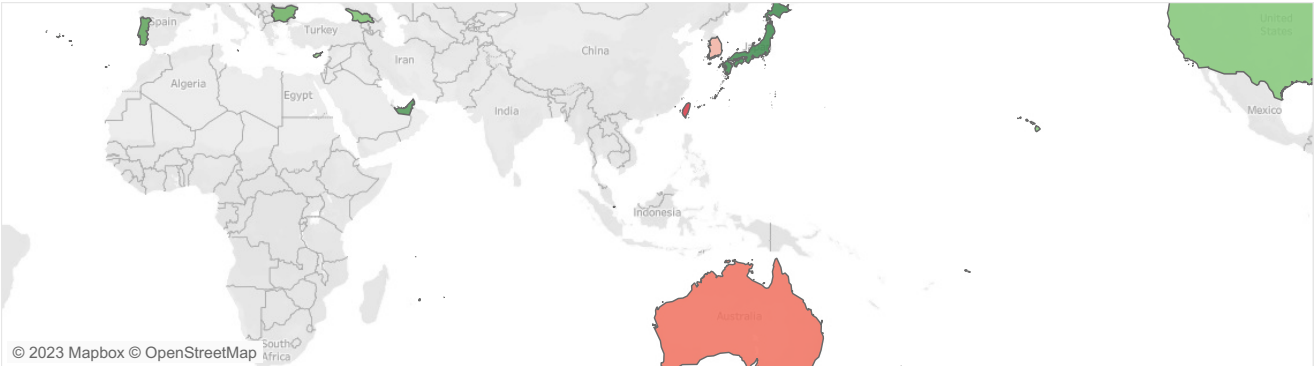 Spain
Turkey
United
States
China
Iran
Algeria
Egypt
India
Mexico
Indonesia
Australia
South
Africa
© 2023 Mapbox © OpenStreetMap